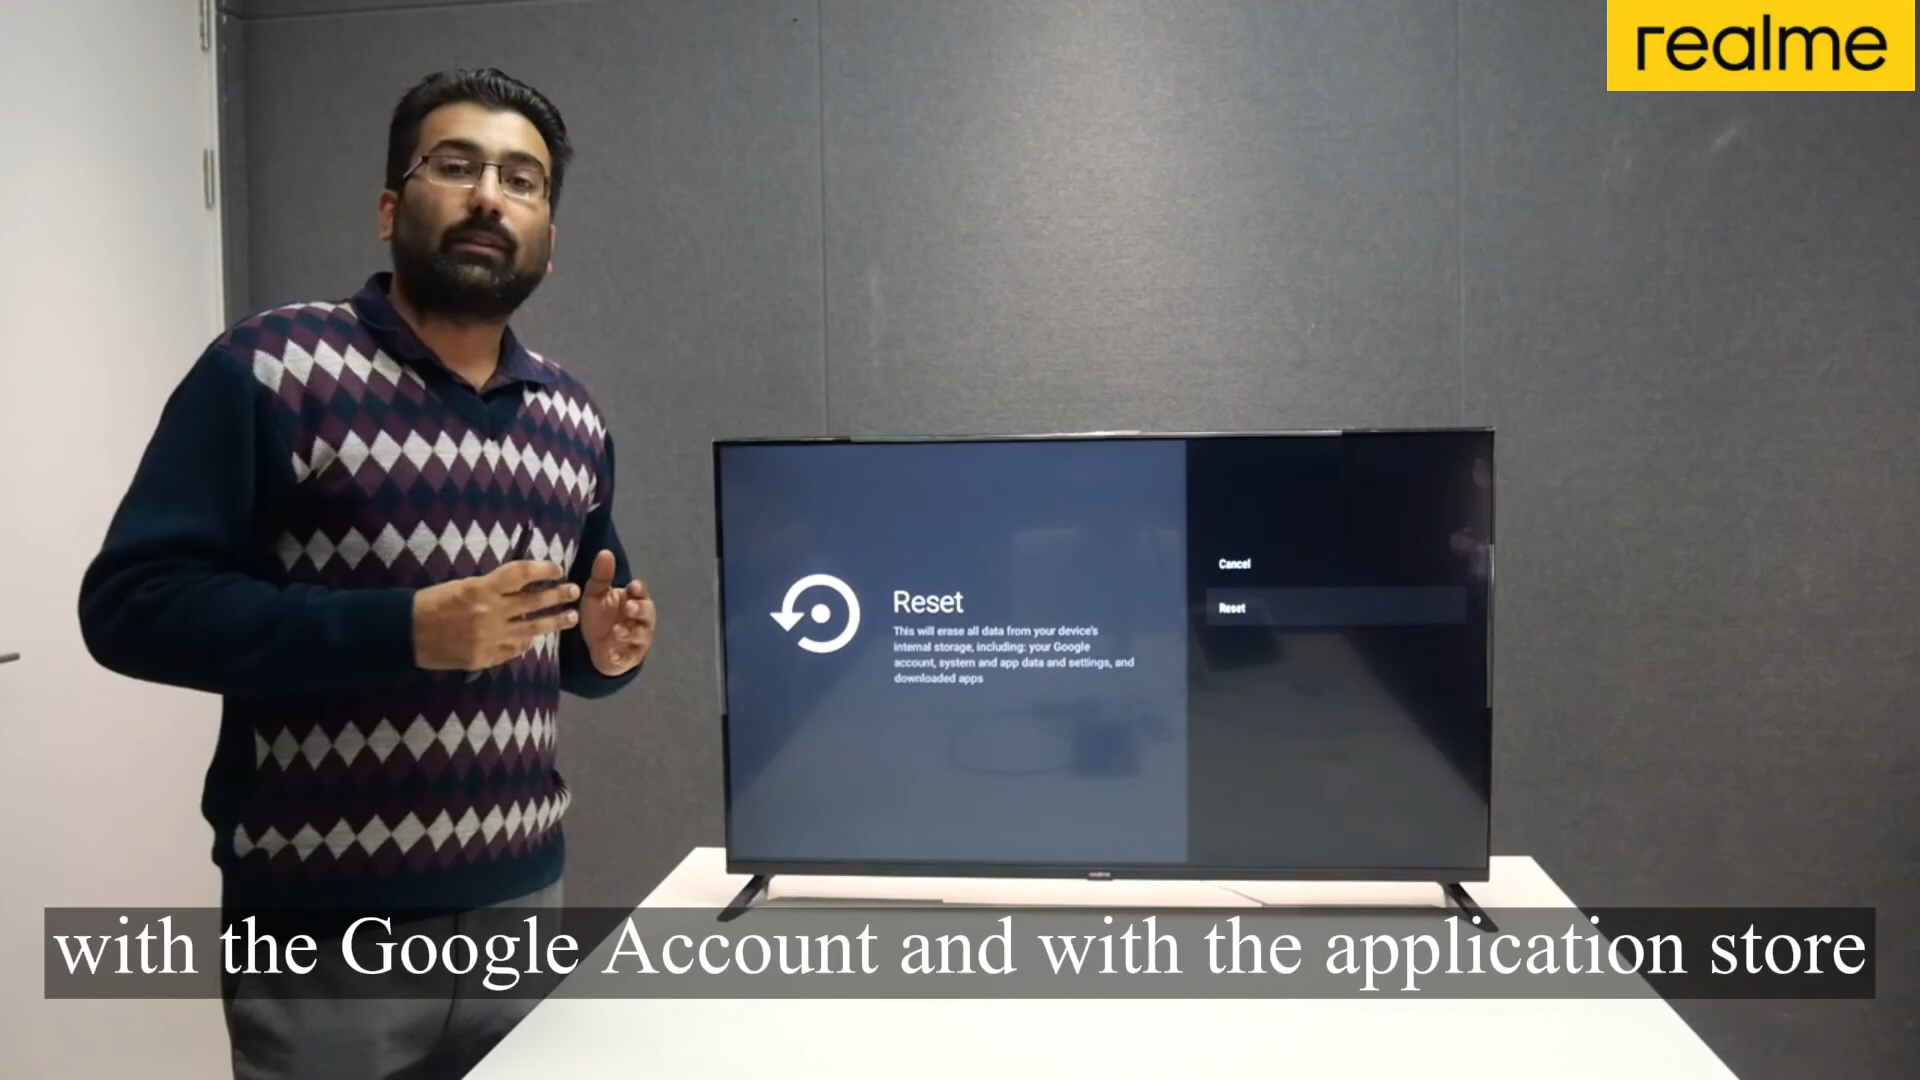 realme
Reset
This will erase all data from your device's
internal storage, including: your Google
account, system and app data and settings, and
downloaded apps
Cancel
Reset
realme
with the Google Account and with the application store